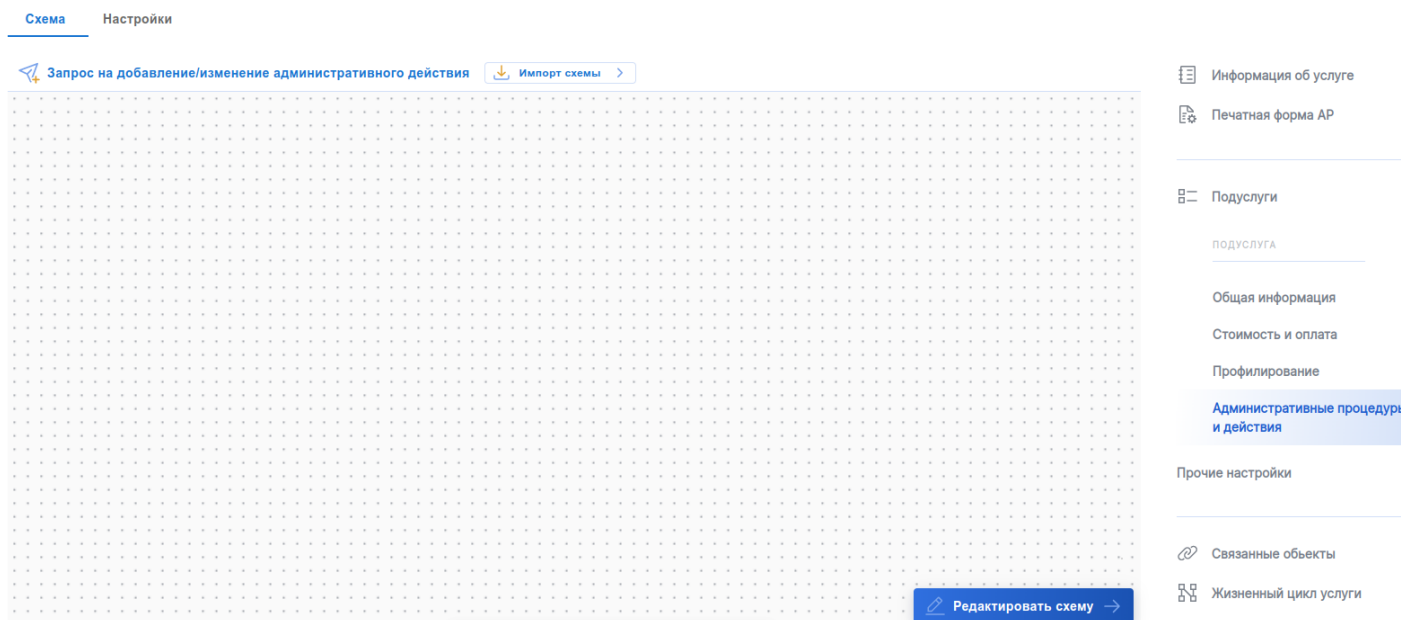 Схема Настройки
Запрос на добавление/изменение административного действия Импорт схемы
Информация об услуге
Печатная форма АР
Подуслуги
ПОДУСЛУГА
Общая информация
Стоимость и оплата
Профилирование
Административные процедуры
и действия
Прочие настройки
Связанные обьекты
Жизненный цикл услуги
Редактировать схему